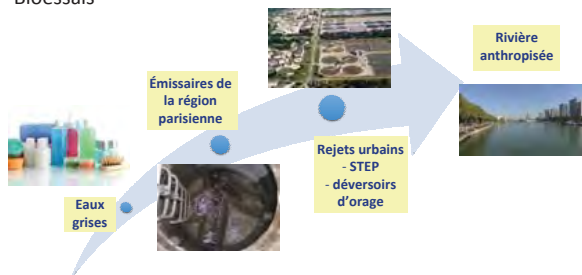 Bioessais
Rivière
anthropisée
Émissaires de
la région
parisienne
Rejets urbains
- STEP
- déversoirs
d'orage
Eaux
grises